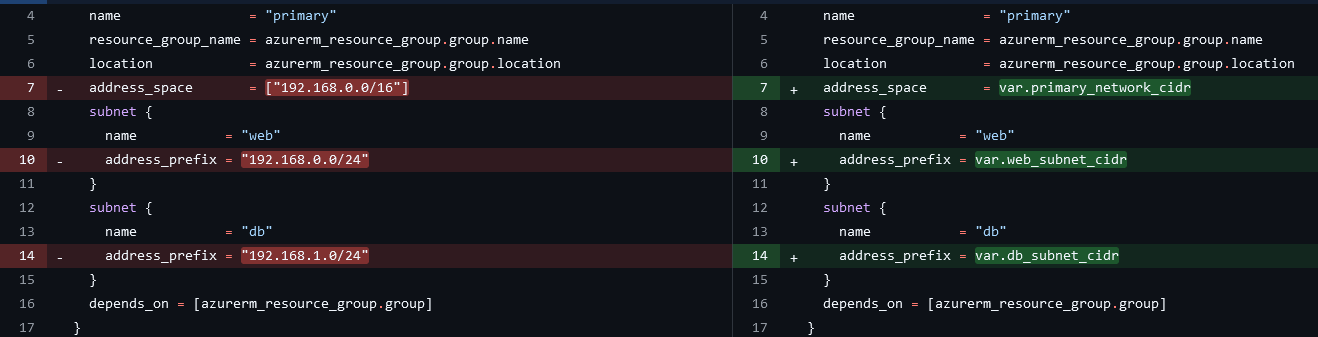 4 name = "primary"
5 resource_group_name = azurerm_resource_group.group.name
6 location = azurerm_resource_group.group.location
7 - address_space = ["192.168.0.0/16"]
8 subnet {
9 name = "web"
10 - address_prefix = "192.168.0.0/24"
11 }
12 subnet {
13 name = "db"
14 - address_prefix = "192.168.1.0/24"
15 }
16 depends_on = [azurerm_resource_group.group]
17 }
4 name = "primary"
5 resource_group_name = azurerm_resource_group.group.name
6 location = azurerm_resource_group.group.location
7 + address_space = var.primary_network_cidr
8 subnet {
9 name = "web"
10 + address_prefix = var.web_subnet_cidr
11 }
12 subnet {
13 name = "db"
14 + address_prefix = var.db_subnet_cidr
15 }
16 depends_on = [azurerm_resource_group.group]
17 }